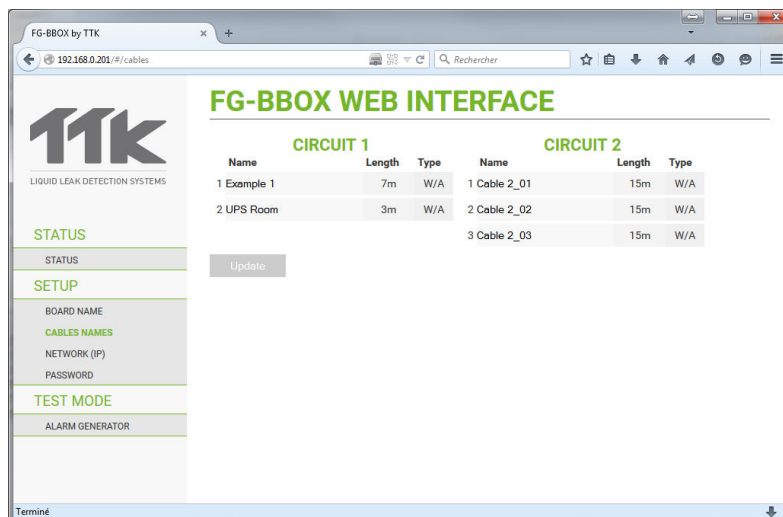 FG-BBOX by TTK
192.168.0.201/#/cables
Rechercher
TTK
LIQUID LEAK DETECTION SYSTEMS
STATUS
STATUS
SETUP
BOARD NAME
CABLES NAMES
NETWORK (IP)
PASSWORD
TEST MODE
ALARM GENERATOR
FG-BBOX WEB INTERFACE
CIRCUIT 1
Name Length Type
1 Example 1 7m W/A
2 UPS Room 3m W/A
Update
CIRCUIT 2
Name Length Type
1 Cable 2_01 15m W/A
2 Cable 2_02 15m W/A
3 Cable 2_03 15m W/A
Terminé